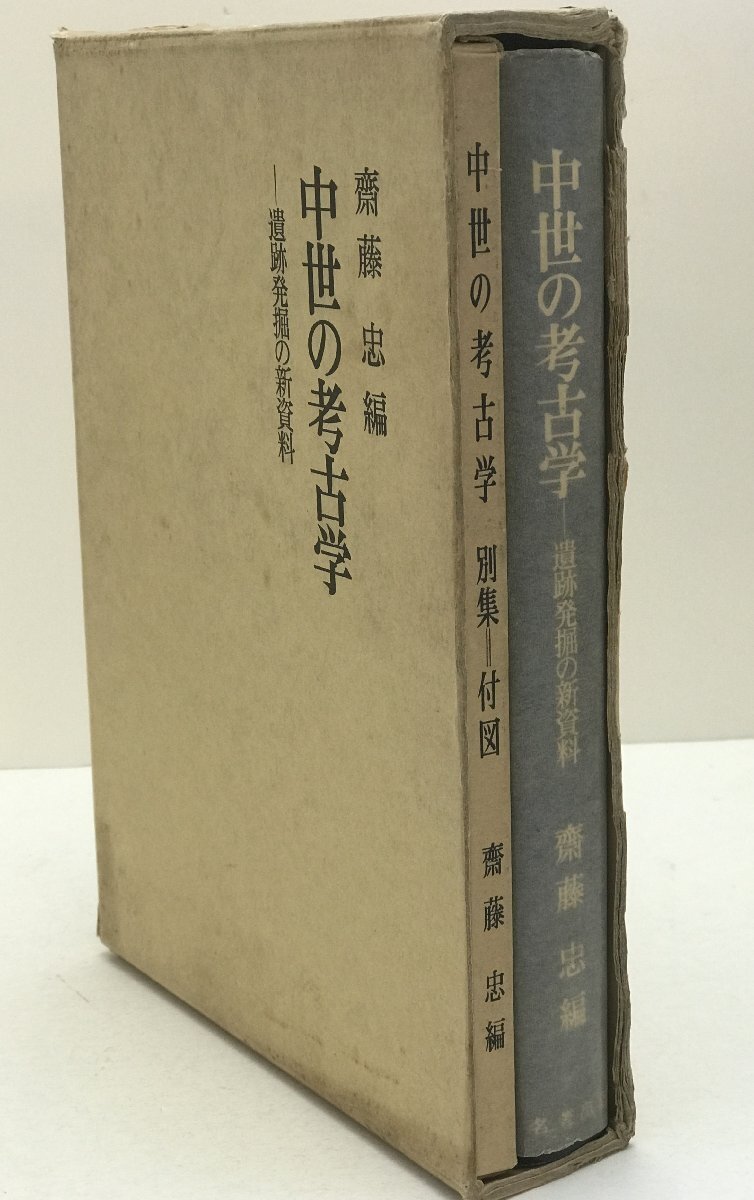 齋藤忠編
中世の考古学
―遺跡発掘の新資料
中世の考古学 別集=付図 齋藤忠編
中世の考古学―遺跡発掘の新資料 齋藤忠編